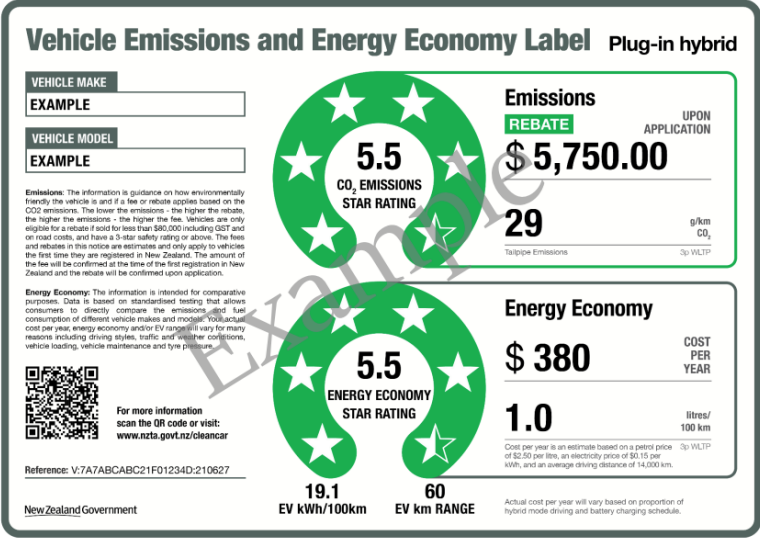 Vehicle Emissions and Energy Economy Label Plug-in hybrid
VEHICLE MAKE
EXAMPLE
VEHICLE MODEL
EXAMPLE
Emissions: The information is guidance on how environmentally
friendly the vehicle is and if a fee or rebate applies based on the
CO2 emissions. The lower the emissions - the higher the rebate,
the higher the emissions - the higher the fee. Vehicles are only
eligible for a rebate if sold for less than $80,000 including GST and
on road costs, and have a 3-star safety rating or above. The fees
and rebates in this notice are estimates and only apply to vehicles
the first time they are registered in New Zealand. The amount of
the fee will be confirmed at the time of the first registration in New
Zealand and the rebate will be confirmed upon application.
Energy Economy: The information is intended for comparative
purposes. Data is based on standardised testing that allows
consumers to directly compare the emissions and fuel
consumption of different vehicle makes and models. Your actual
cost per year, energy economy and/or EV range will vary for many
reasons including driving styles, traffic and weather conditions,
vehicle loading, vehicle maintenance and tyre pressure.
For more information
scan the QR code or visit:
www.nzta.govt.nz/cleancar
Reference: V:7A7ABCABC21F01234D:210627
New Zealand Government
5.5
CO₂ EMISSIONS
STAR RATING
Emissions
REBATE
UPON
APPLICATION
$ 5,750.00
29
g/km
CO₂
Tailpipe Emissions
3p WLTP
5.5
ENERGY ECONOMY
STAR RATING
19.1
EV kWh/100km
60
EV km RANGE
Energy Economy
$ 380
COST
PER
YEAR
1.0
litres/
100 km
Cost per year is an estimate based on a petrol price
of $2.50 per litre, an electricity price of $0.15 per
kWh, and an average driving distance of 14,000 km.
3p WLTP
Actual cost per year will vary based on proportion of
hybrid mode driving and battery charging schedule.
Example